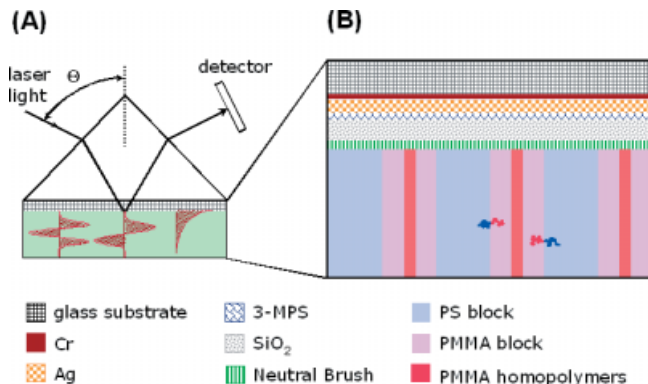 (A)
(B)
laser
light
Θ
detector
glass substrate
3-MPS
PS block
Cr
SiO2
PMMA block
Ag
Neutral Brush
PMMA homopolymers